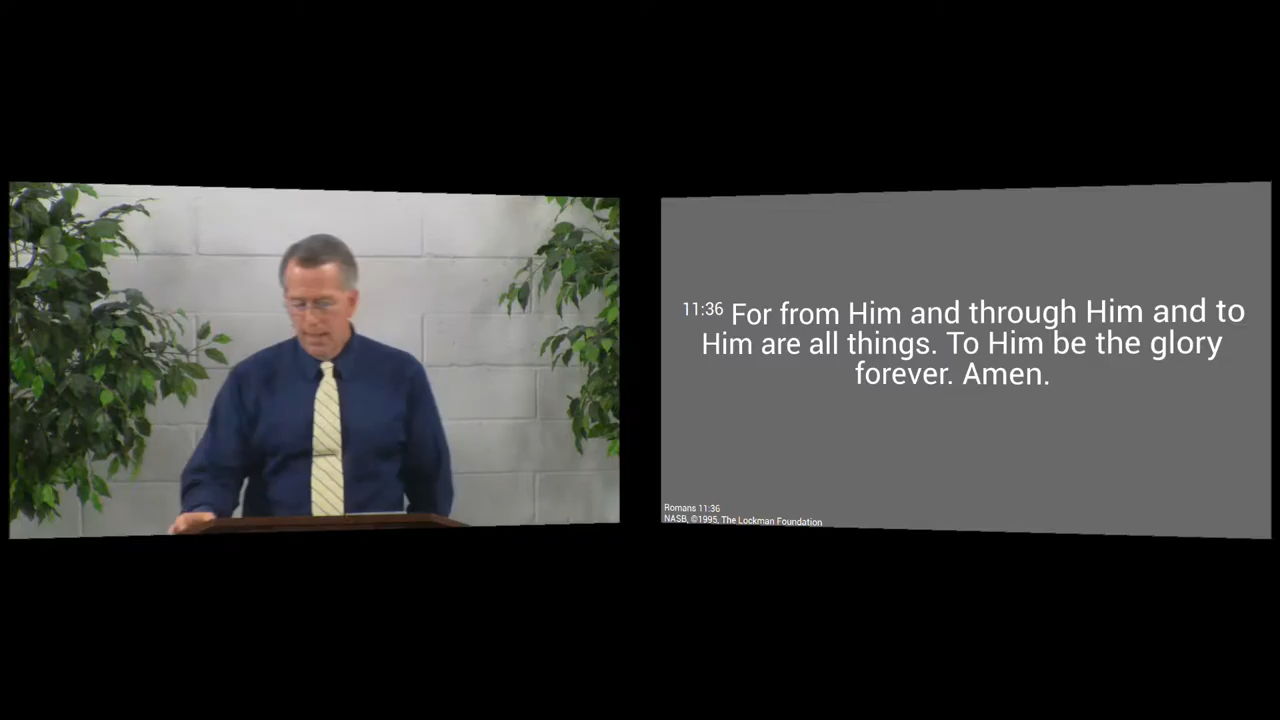 11:36 For from Him and through Him and to
Him are all things. To Him be the glory
forever. Amen.
Romans 11:36
NASB, ©1995, The Lockman Foundation